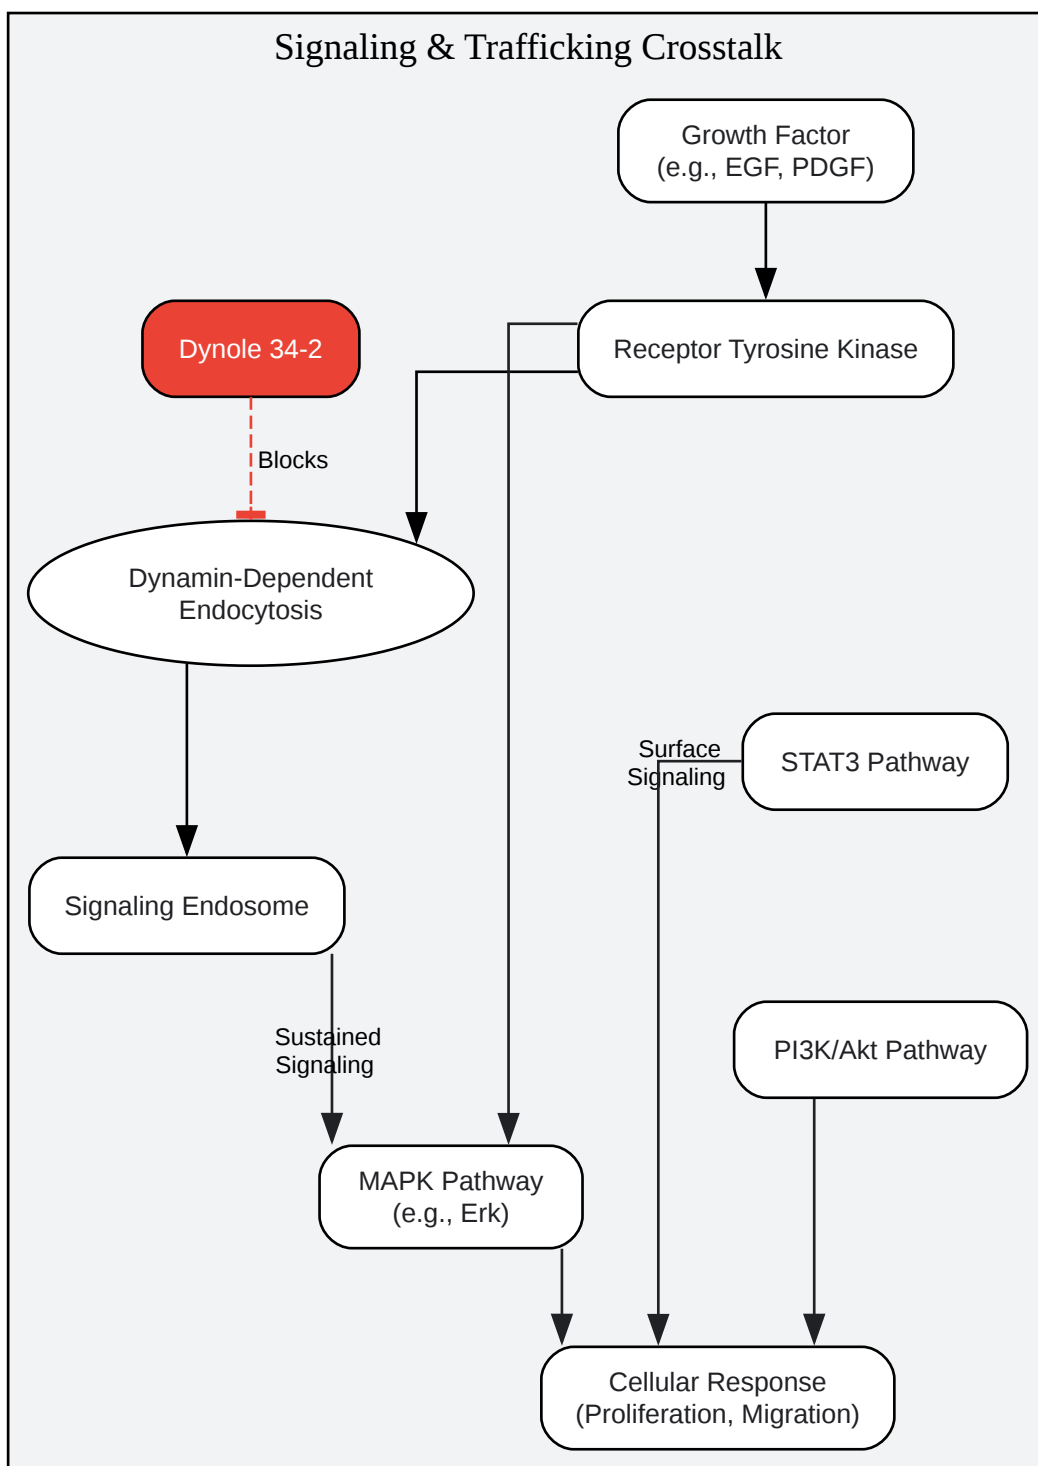 Signaling & Trafficking Crosstalk
Growth Factor
(e.g., EGF, PDGF)
Dynole 34-2
Receptor Tyrosine Kinase
Blocks
Dynamin-Dependent
Endocytosis
Surface
Signaling
STAT3 Pathway
Signaling Endosome
Sustained
Signaling
PI3K/Akt Pathway
MAPK Pathway
(e.g., Erk)
Cellular Response
(Proliferation, Migration)